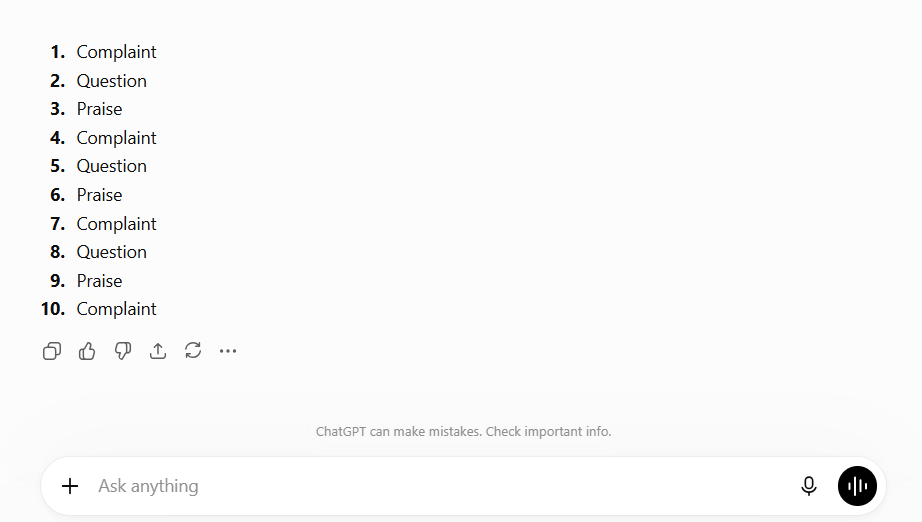 1. Complaint
2. Question
3. Praise
4. Complaint
5. Question
6. Praise
7. Complaint
8. Question
9. Praise
10. Complaint
ChatGPT can make mistakes. Check important info.
Ask anything